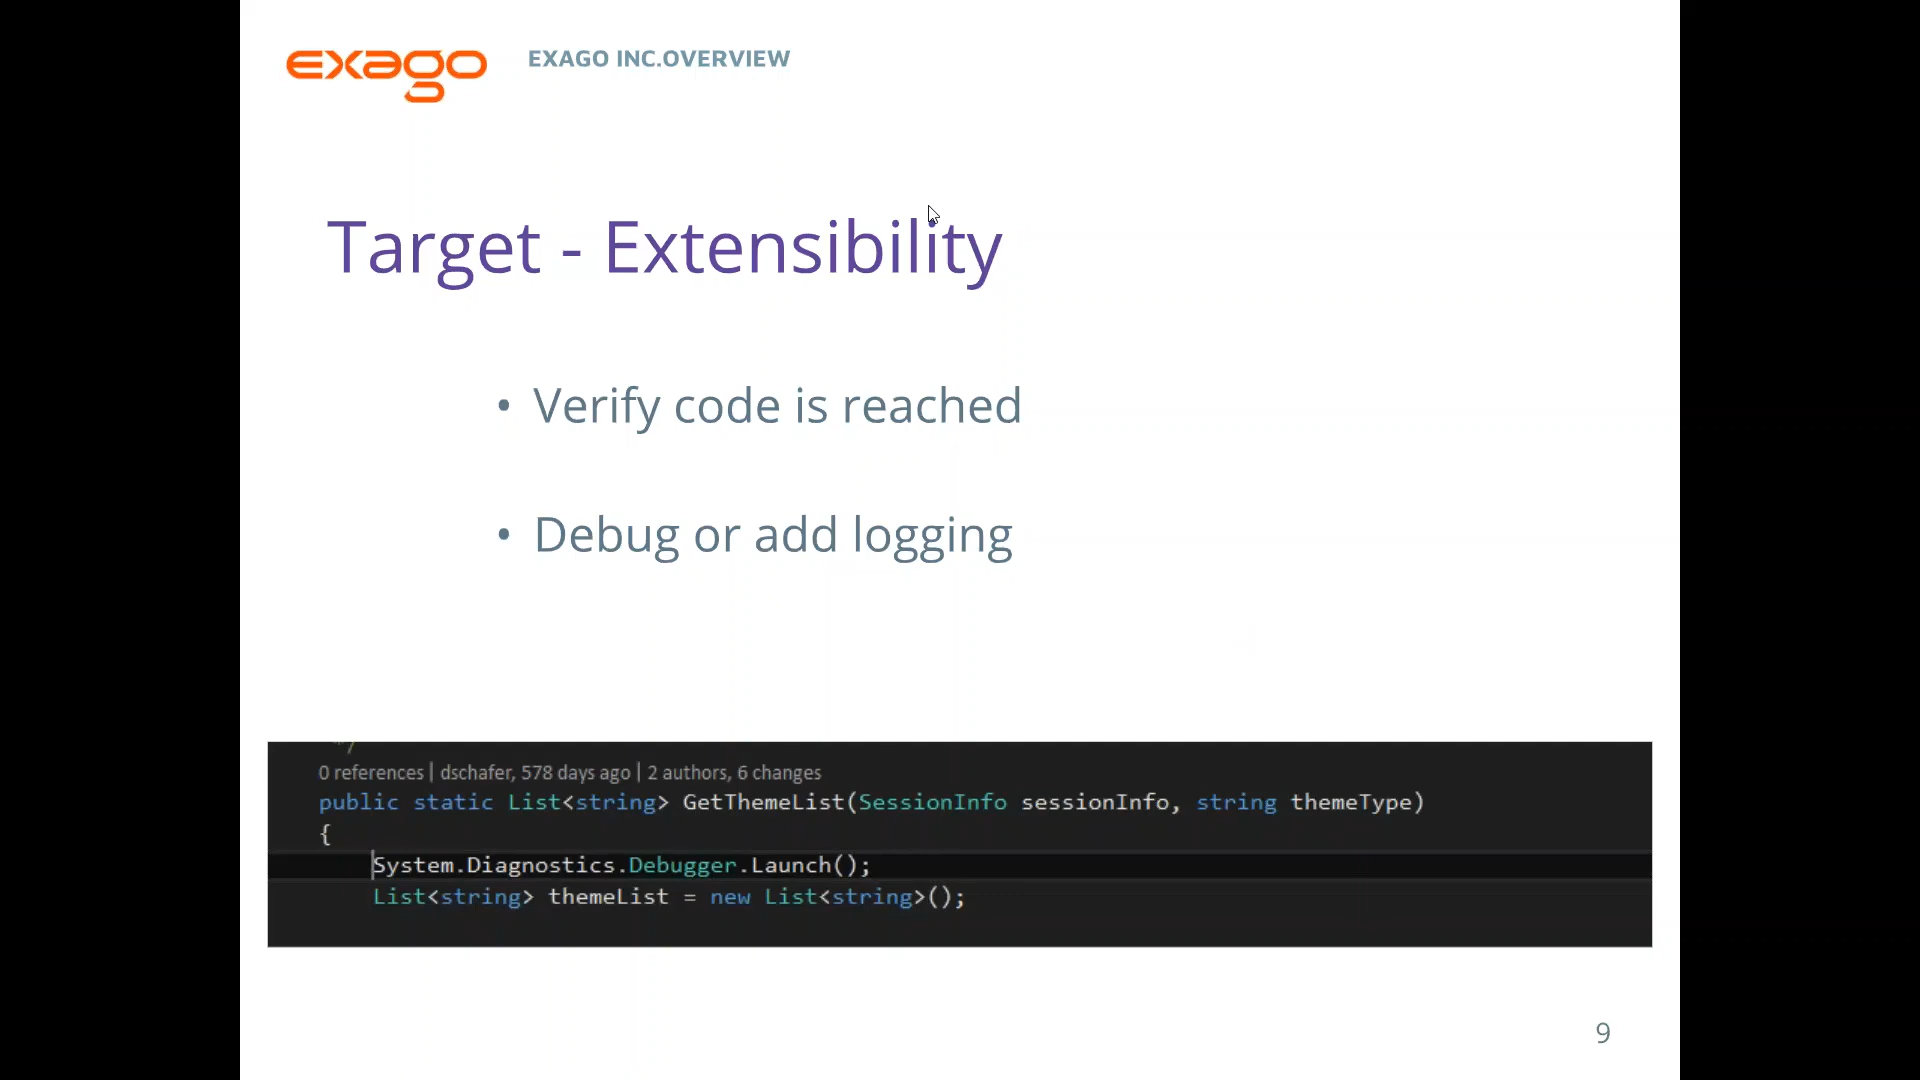 exago
EXAGO INC.OVERVIEW
Target - Extensibility
• Verify code is reached
• Debug or add logging
*/
0 references | dschafer, 578 days ago | 2 authors, 6 changes
public static List<string> GetThemeList(SessionInfo sessionInfo, string themeType)
{
System.Diagnostics.Debugger.Launch();
List<string> themeList = new List<string>();
9